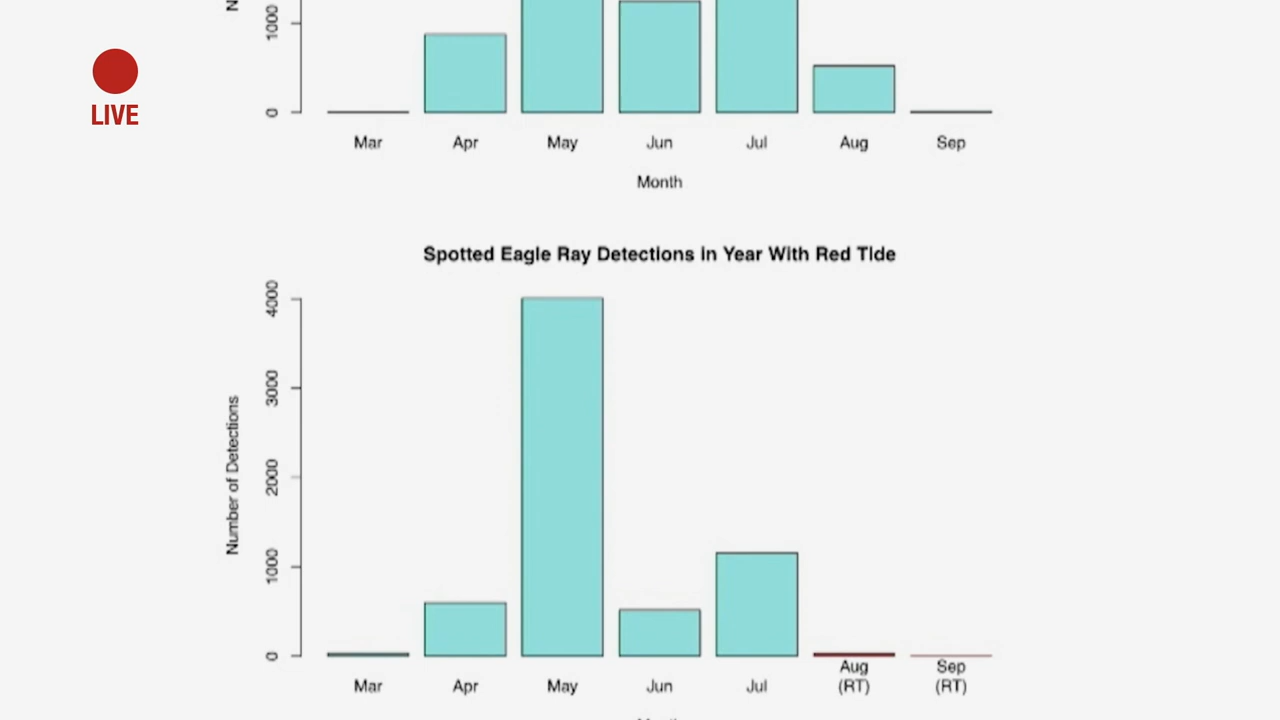 1000
0
LIVE
Mar Apr May Jun Jul Aug Sep
Month
Spotted Eagle Ray Detections in Year With Red Tide
Number of Detections
4000
3000
2000
1000
0
Mar Apr May Jun Jul Aug (RT) Sep (RT)